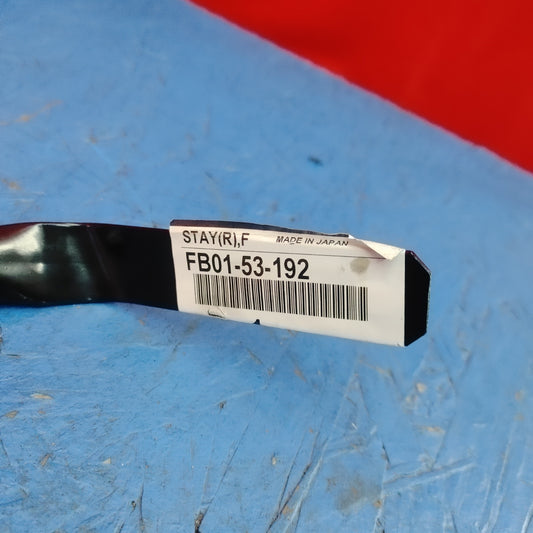 STAY(R),F MADE IN JAPAN
FB01-53-192